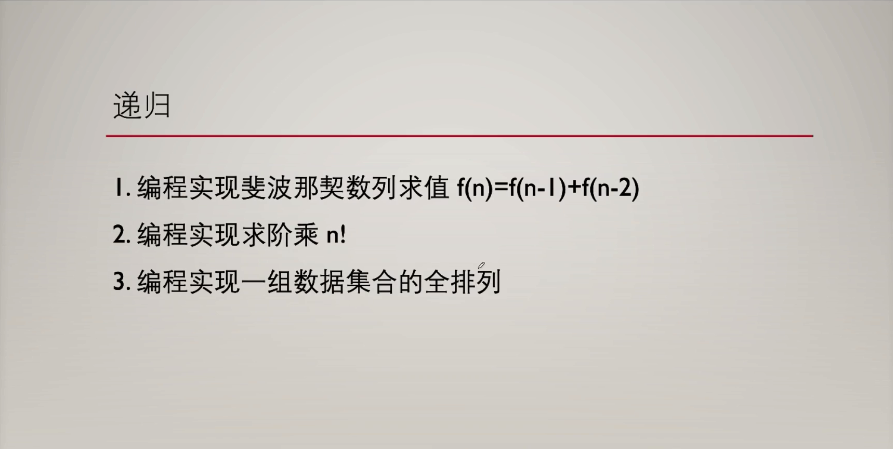 递归
1. 编程实现斐波那契数列求值 f(n)=f(n-1)+f(n-2)
2. 编程实现求阶乘 n!
3. 编程实现一组数据集合的全排列